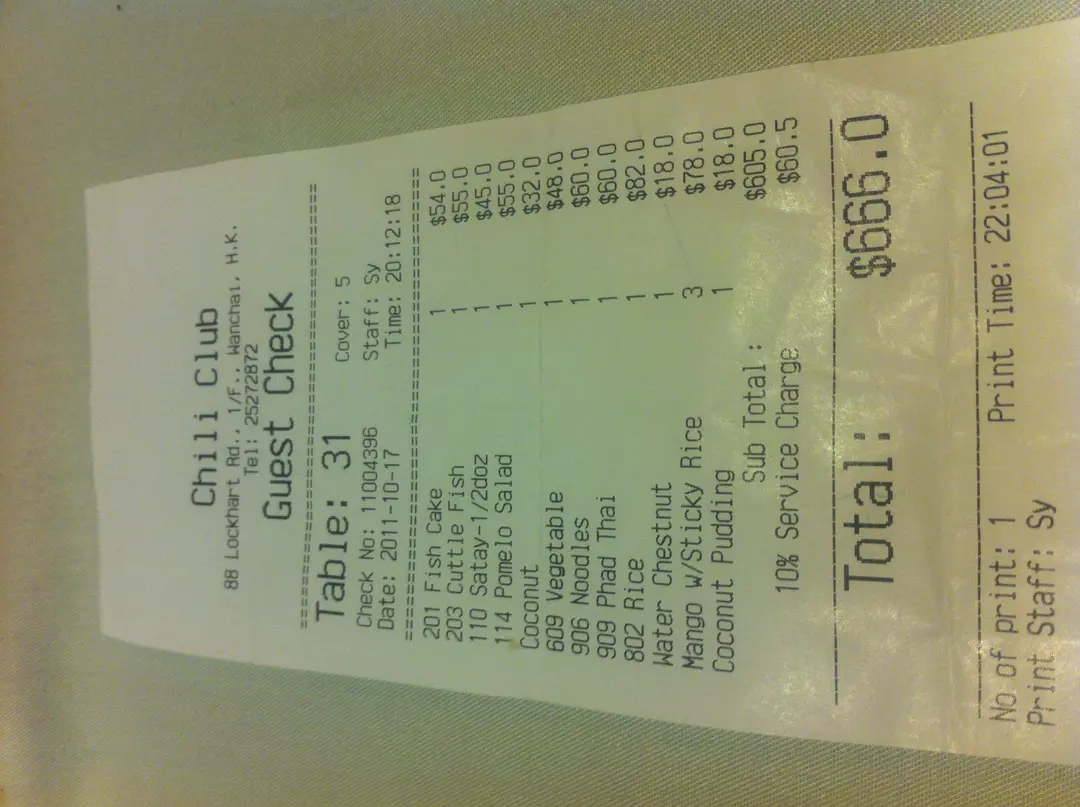 Chili Club
88 Lockhart Rd., 1/F., Wanchai, H.K.
Tel: 25272872
Guest Check
================================
Table: 31 Cover: 5
Check No: 11004396 Staff: Sy
Date: 2011-10-17 Time: 20:12:18
================================
201 Fish Cake 1 $54.0
203 Cuttle Fish 1 $55.0
110 Satay-1/2doz 1 $45.0
114 Pomelo Salad 1 $55.0
Coconut 1 $32.0
609 Vegetable 1 $48.0
906 Noodles 1 $60.0
909 Phad Thai 1 $60.0
802 Rice 1 $82.0
Water Chestnut 1 $18.0
Mango w/Sticky Rice 3 $78.0
Coconut Pudding 1 $18.0
Sub Total: $605.0
10% Service Charge $60.5
Total: $666.0
No of print: 1 Print Time: 22:04:01
Print Staff: Sy